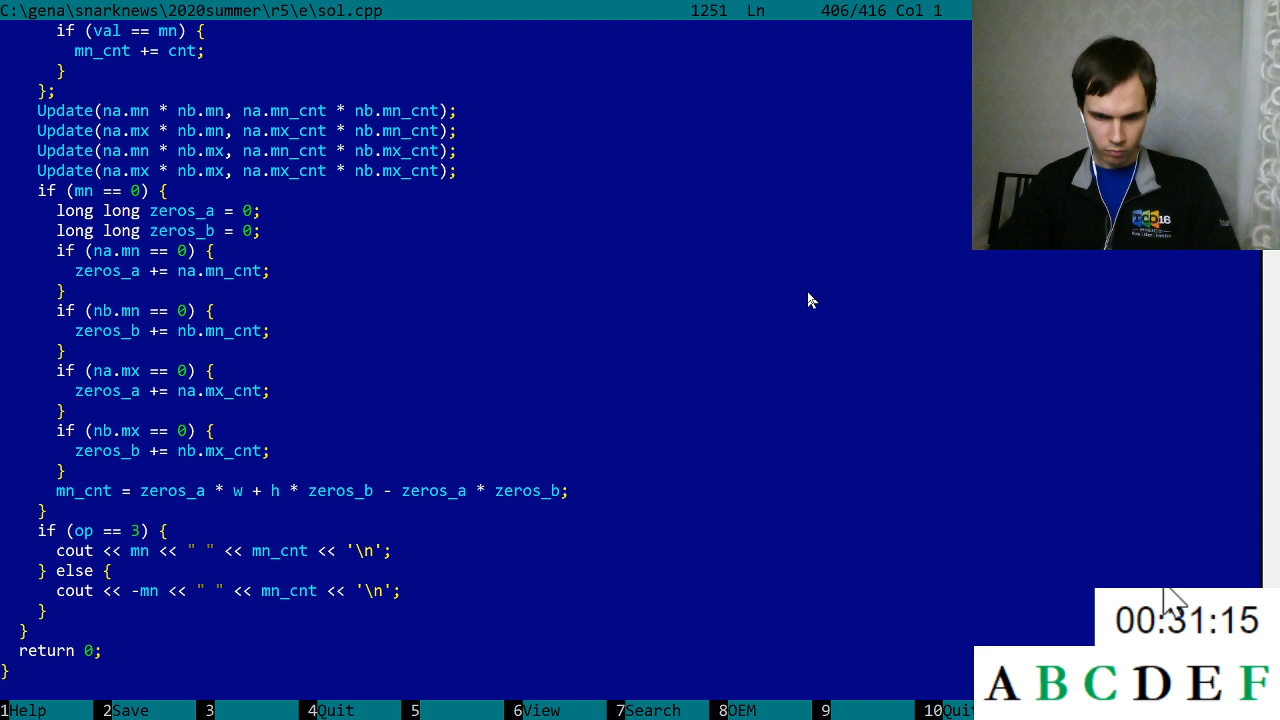 C:\gena\snarknews\2020summer\r5\e\sol.cpp 1251 Ln 406/416 Col 1
if (val == mn) {
mn_cnt += cnt;
}
};
Update(na.mn * nb.mn, na.mn_cnt * nb.mn_cnt);
Update(na.mx * nb.mn, na.mx_cnt * nb.mn_cnt);
Update(na.mn * nb.mx, na.mn_cnt * nb.mx_cnt);
Update(na.mx * nb.mx, na.mx_cnt * nb.mx_cnt);
if (mn == 0) {
long long zeros_a = 0;
long long zeros_b = 0;
if (na.mn == 0) {
zeros_a += na.mn_cnt;
}
if (nb.mn == 0) {
zeros_b += nb.mn_cnt;
}
if (na.mx == 0) {
zeros_a += na.mx_cnt;
}
if (nb.mx == 0) {
zeros_b += nb.mx_cnt;
}
mn_cnt = zeros_a * w + h * zeros_b - zeros_a * zeros_b;
}
if (op == 3) {
cout << mn << " " << mn_cnt << '\n';
} else {
cout << -mn << " " << mn_cnt << '\n';
}
}
return 0;
}
00:31:15
A B C D E F
1Help 2Save 3 4Quit 5 6View 7Search 8OEM 9 10Quit